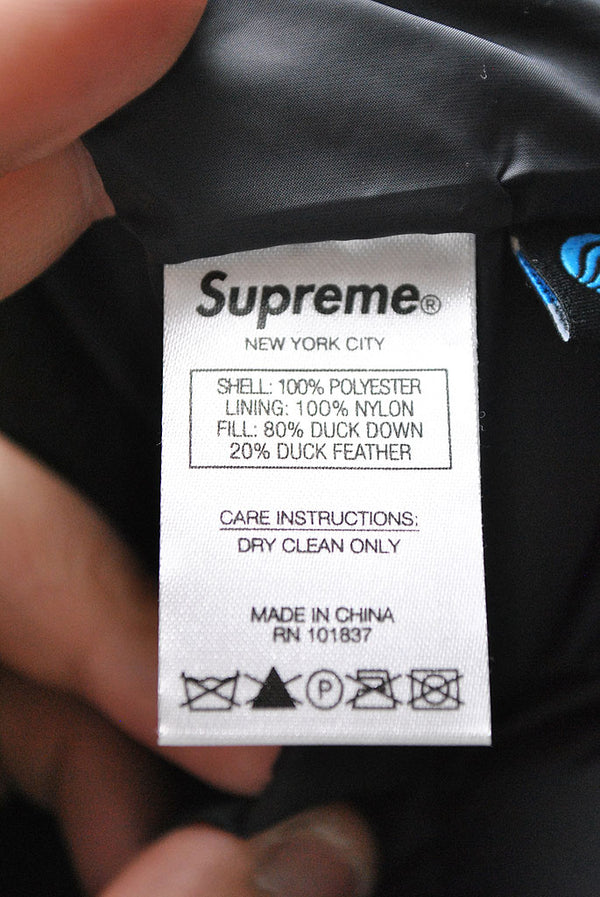 Supreme®
NEW YORK CITY
SHELL: 100% POLYESTER
LINING: 100% NYLON
FILL: 80% DUCK DOWN
20% DUCK FEATHER
CARE INSTRUCTIONS:
DRY CLEAN ONLY
MADE IN CHINA
RN 101837
P